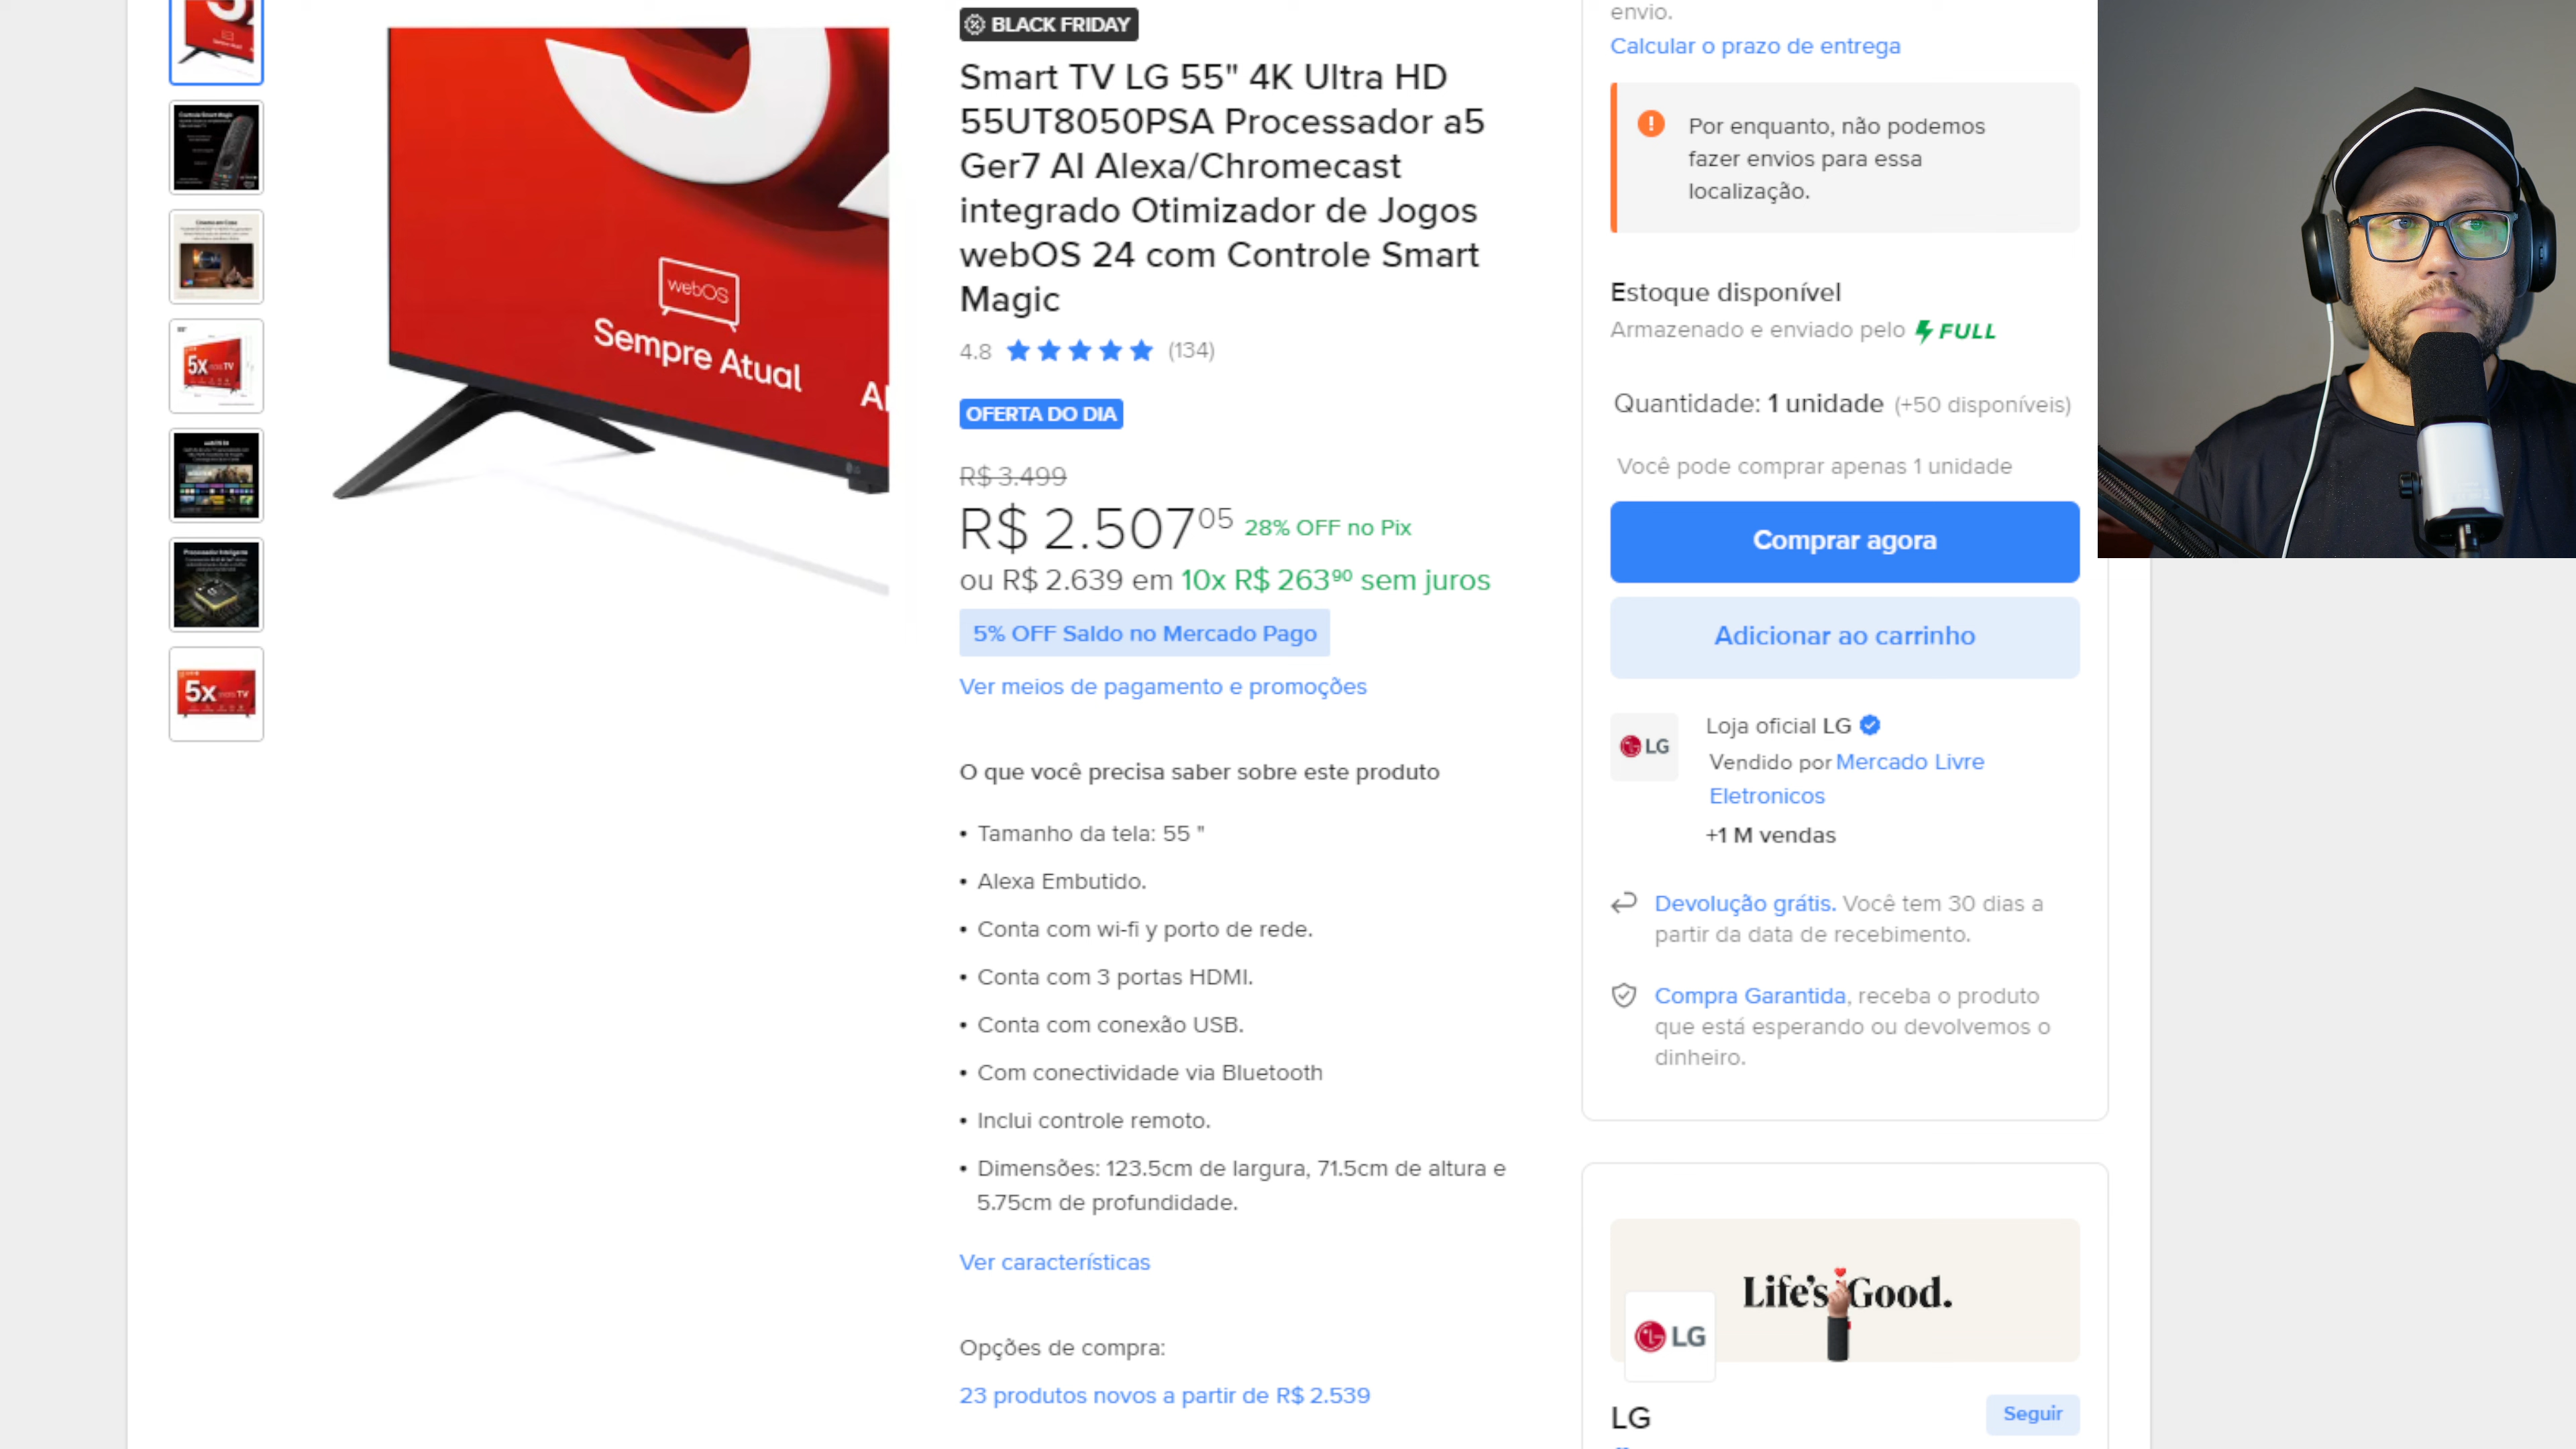 webOS
Sempre Atual
BLACK FRIDAY
Smart TV LG 55" 4K Ultra HD
55UT8050PSA Processador a5
Ger7 AI Alexa/Chromecast
integrado Otimizador de Jogos
webOS 24 com Controle Smart
Magic
4.8 (134)
OFERTA DO DIA
R$ 3.499
R$ 2.507 05 28% OFF no Pix
ou R$ 2.639 em 10x R$ 263 90 sem juros
5% OFF Saldo no Mercado Pago
Ver meios de pagamento e promoções
O que você precisa saber sobre este produto
• Tamanho da tela: 55 "
• Alexa Embutido.
• Conta com wi-fi y porto de rede.
• Conta com 3 portas HDMI.
• Conta com conexão USB.
• Com conectividade via Bluetooth
• Inclui controle remoto.
• Dimensões: 123.5cm de largura, 71.5cm de altura e
5.75cm de profundidade.
Ver características
Opções de compra:
23 produtos novos a partir de R$ 2.539
envio.
Calcular o prazo de entrega
Por enquanto, não podemos
fazer envios para essa
localização.
Estoque disponível
Armazenado e enviado pelo FULL
Quantidade: 1 unidade (+50 disponíveis)
Você pode comprar apenas 1 unidade
Comprar agora
Adicionar ao carrinho
LG
Loja oficial LG
Vendido por Mercado Livre
Eletronicos
+1 M vendas
Devolução grátis. Você tem 30 dias a
partir da data de recebimento.
Compra Garantida, receba o produto
que está esperando ou devolvemos o
dinheiro.
Life's Good.
LG
LG
Seguir